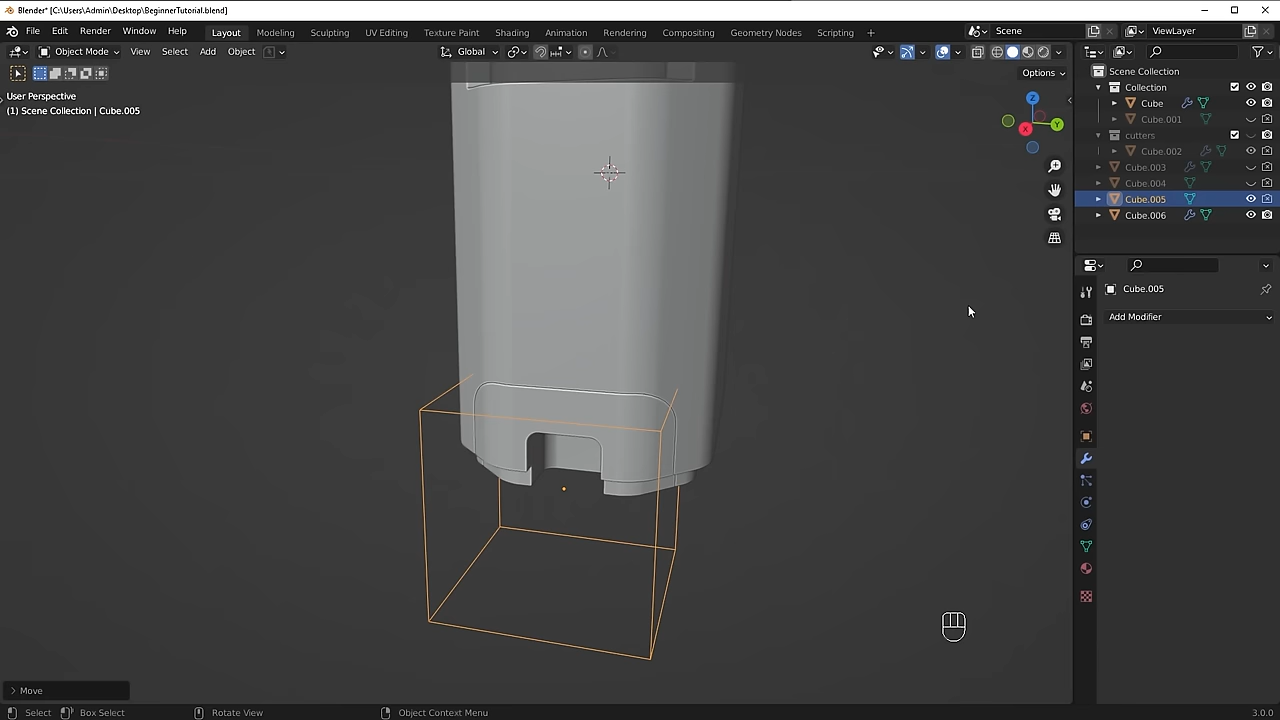 Blender* [C:\Users\Admin\Desktop\BeginnerTutorial.blend]
File Edit Render Window Help Layout Modeling Sculpting UV Editing Texture Paint Shading Animation Rendering Compositing Geometry Nodes Scripting + Scene ViewLayer
Object Mode View Select Add Object Global
Options
User Perspective
(1) Scene Collection | Cube.005
X
Y
Z
Scene Collection
Collection
Cube
Cube.001
cutters
Cube.002
Cube.003
Cube.004
Cube.005
Cube.006
Cube.005
Add Modifier
> Move
Select Box Select Rotate View Object Context Menu 3.0.0